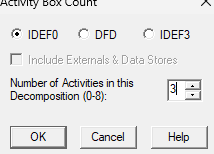 Activity Box Count
IDEF0 DFD IDEF3
Include Externals & Data Stores
Number of Activities in this
Decomposition (0-8):
3
OK Cancel Help